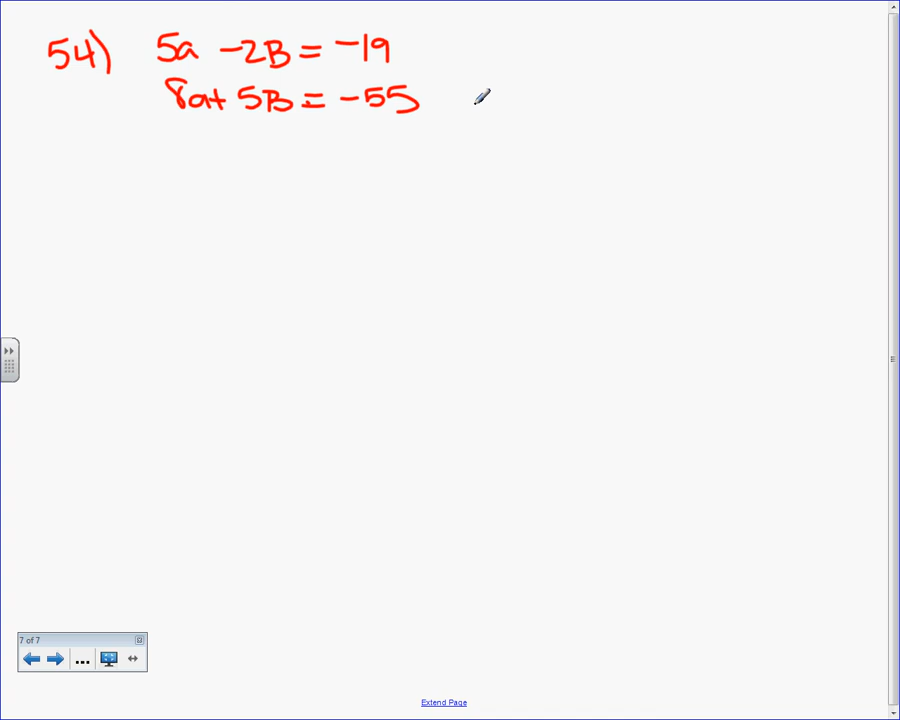 54) 5a -2B = -19
8a+ 5B = -55
7 of 7
...
Extend Page